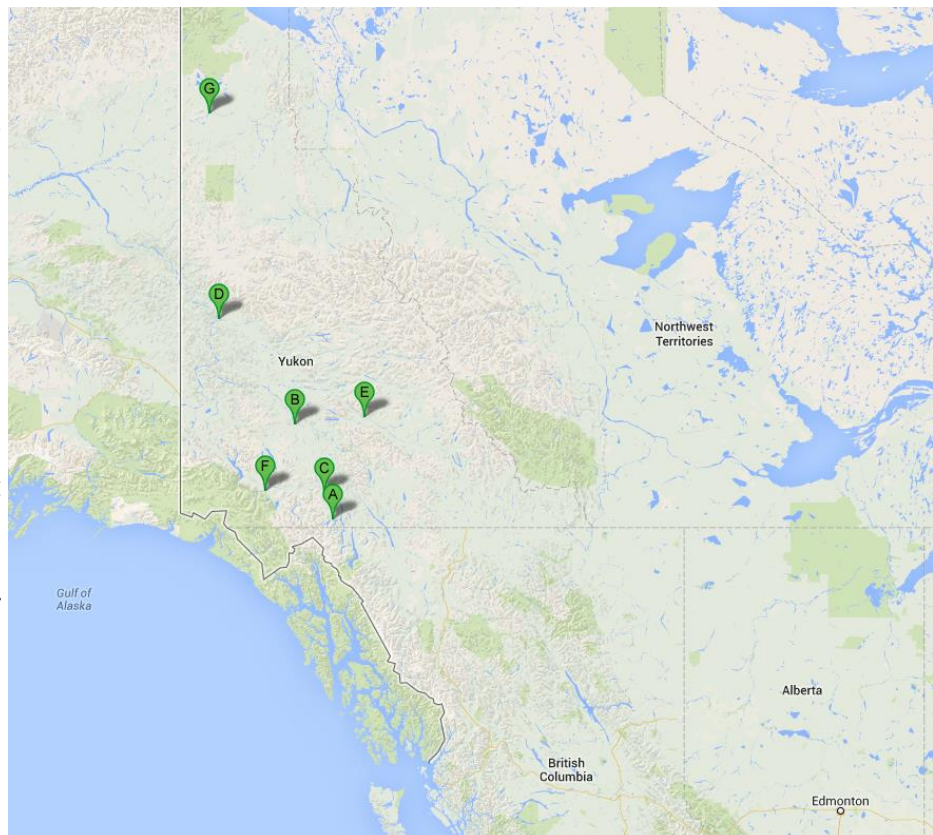 G
D
Northwest
Territories
Yukon
E
B
F
C
A
Gulf of
Alaska
Alberta
British
Columbia
Edmonton